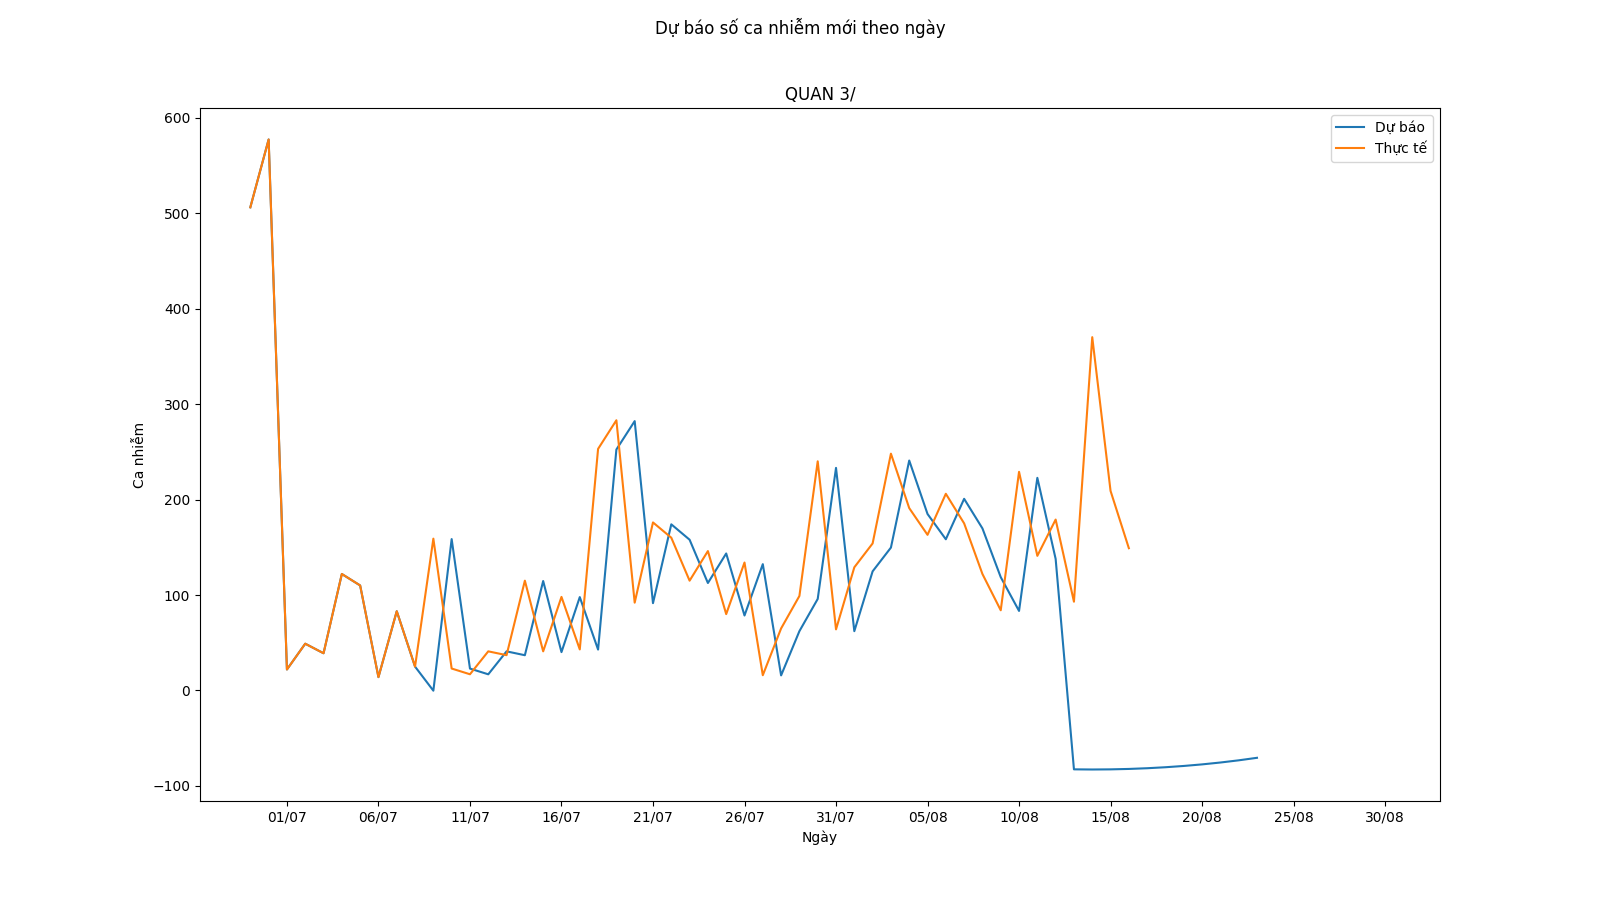 Dự báo số ca nhiễm mới theo ngày
QUAN 3/
Dự báo
Thực tế
600
500
400
300
200
100
0
−100
Ca nhiễm
01/07 06/07 11/07 16/07 21/07 26/07 31/07 05/08 10/08 15/08 20/08 25/08 30/08
Ngày